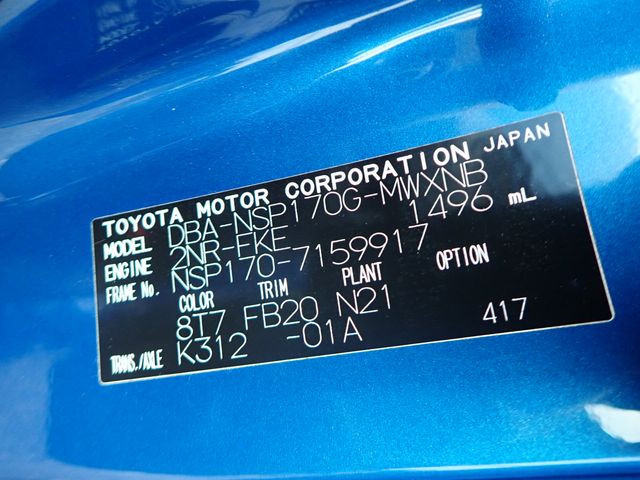 TOYOTA MOTOR CORPORATION JAPAN
MODEL DBA-NSP170G-MWXNB
ENGINE 2NR-FKE 1496 mL
FRAME No. NSP170-7159917
COLOR TRIM PLANT OPTION
8T7 FB20 N21
TRANS./AXLE K312 -01A 417